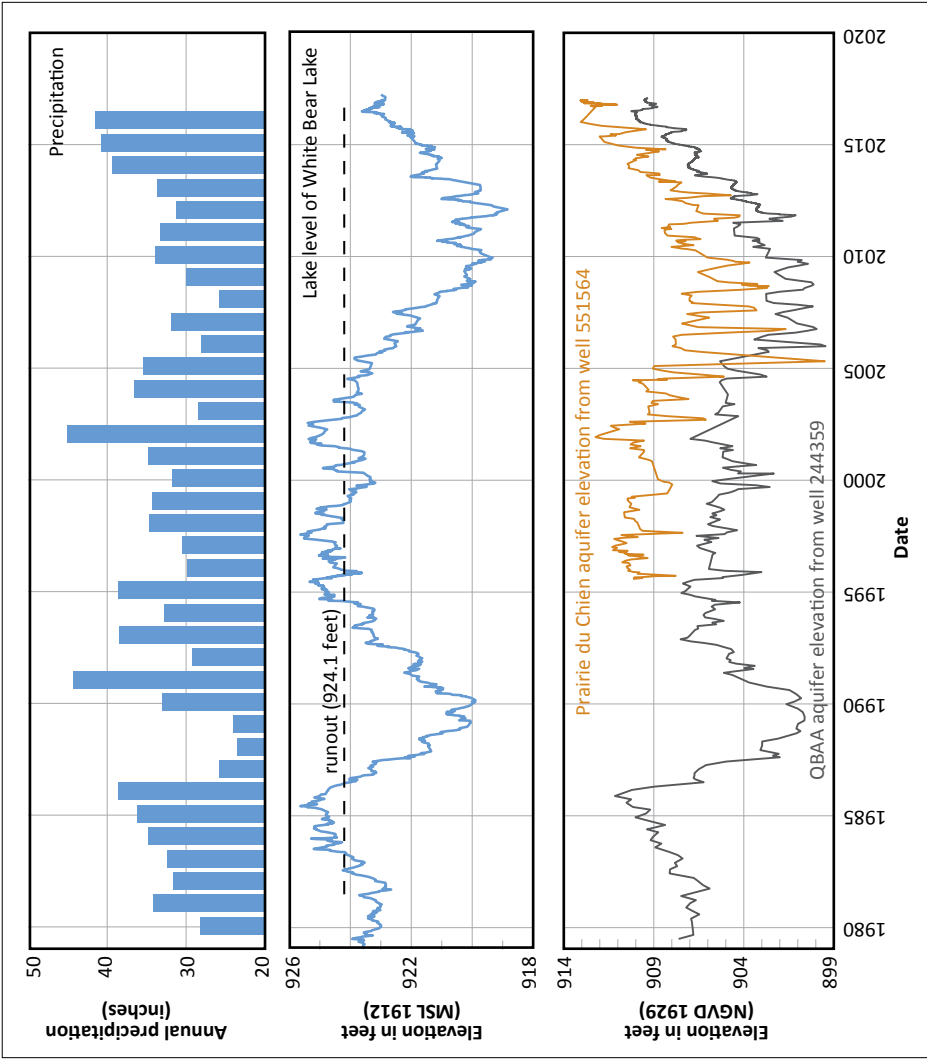 Annual precipitation
(inches)
50
40
30
20
Precipitation
Elevation in feet
(MSL 1912)
926
922
918
Lake level of White Bear Lake
runout (924.1 feet)
Elevation in feet
(NGVD 1929)
914
909
904
899
Prairie du Chien aquifer elevation from well 551564
QBAA aquifer elevation from well 244359
1980
1985
1990
1995
2000
2005
2010
2015
2020
Date